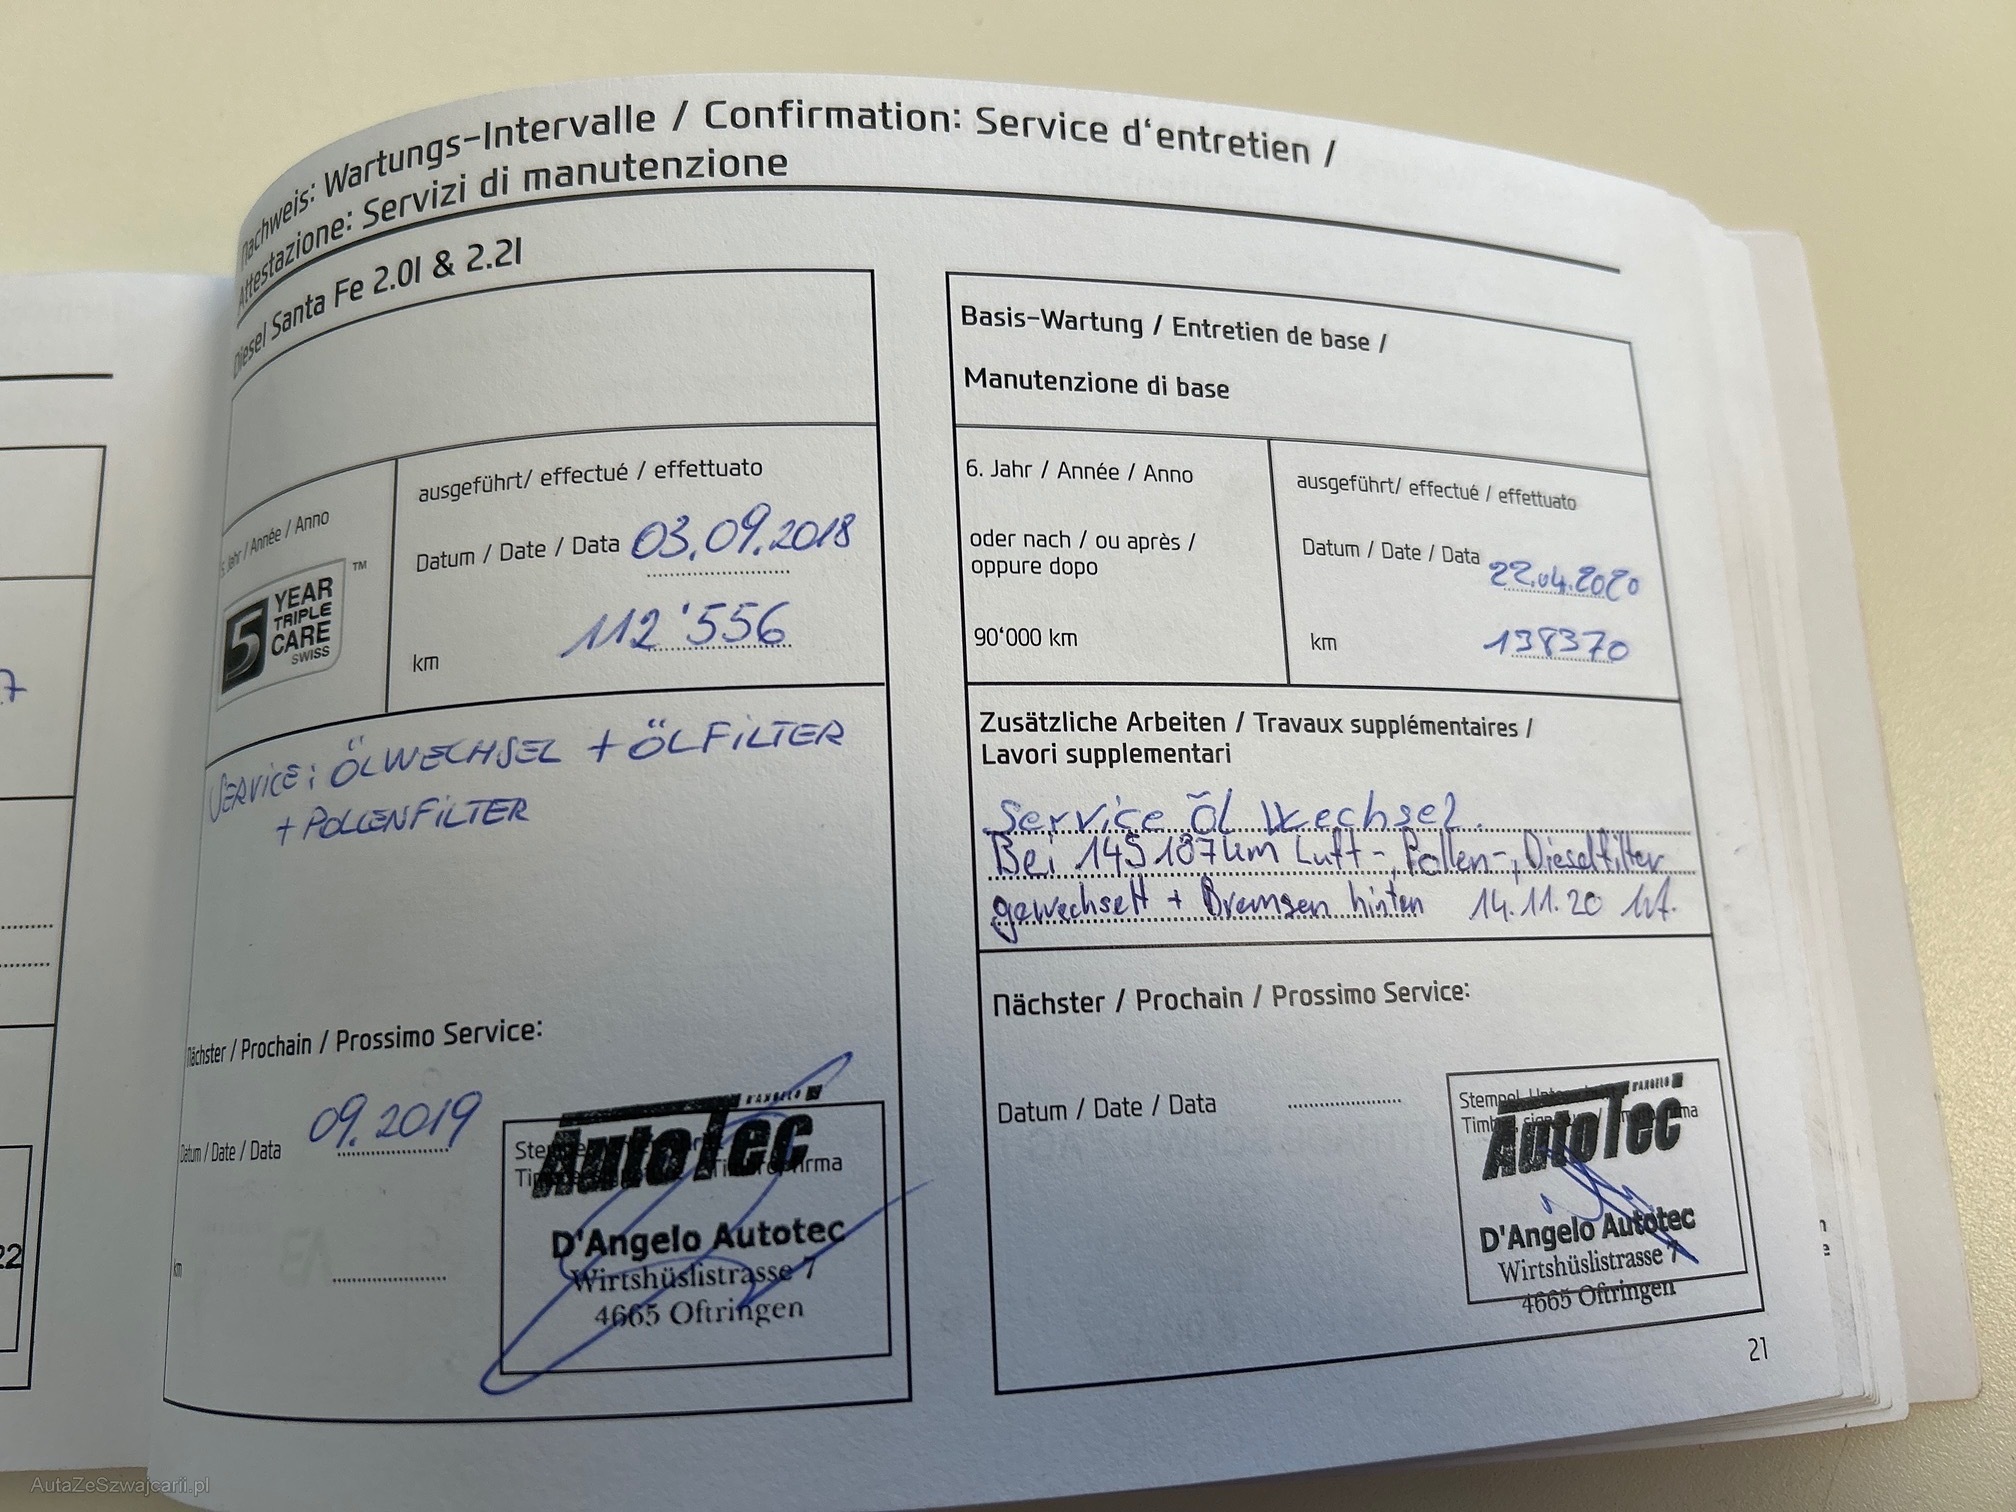 Nachweis: Wartungs-Intervalle / Confirmation: Service d'entretien /
Attestazione: Servizi di manutenzione
Diesel Santa Fe 2.0l & 2.2l
5. Jahr / Année / Anno
5 YEAR
TRIPLE
CARE
SWISS
TM
ausgeführt/ effectué / effettuato
Datum / Date / Data 03.09.2018
km 112'556
SERVICE: ÖLWECHSEL + ÖLFILTER
+ POLLENFILTER
Nächster / Prochain / Prossimo Service:
Datum / Date / Data 09.2019
km
D'ANGELO
AUTOTEC
D'Angelo Autotec
Wirtshüslistrasse 7
4665 Oftringen
Basis-Wartung / Entretien de base /
Manutenzione di base
6. Jahr / Année / Anno
oder nach / ou après /
oppure dopo
90'000 km
ausgeführt/ effectué / effettuato
Datum / Date / Data 22.04.2020
km 138370
Zusätzliche Arbeiten / Travaux supplémentaires /
Lavori supplementari
Service öl Wechsel.
Bei 145187km Luft-, Pollen-, Dieselfilter
gewechselt + Bremsen hinten 14.11.20
Nächster / Prochain / Prossimo Service:
Datum / Date / Data
D'ANGELO
AUTOTEC
D'Angelo Autotec
Wirtshüslistrasse 7
4665 Oftringen
21
22
AutaZeSzwajcarii.pl